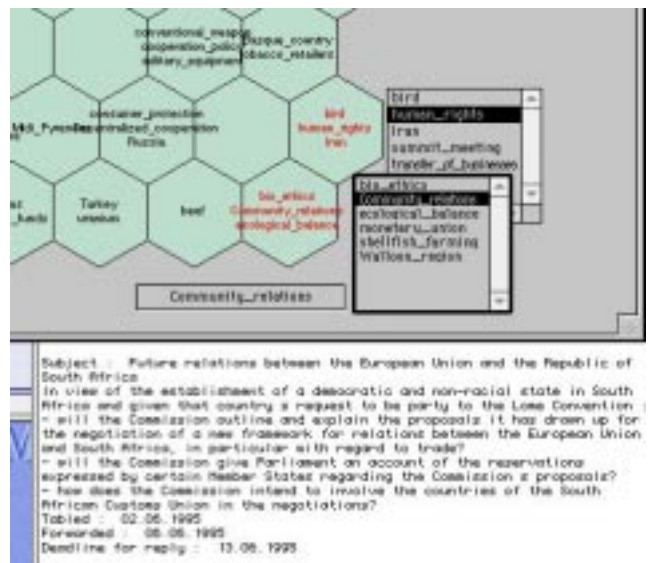 conventional_weapon
cooperation_policy
military_equipment
Basque_country
tobacco_retailers
consumer_protection
Decentralized_cooperation
Russia
Midi_Pyrenees
bird
human_rights
Iran
bird
human_rights
Iran
summit_meeting
transfer_of_businesses
Turkey
uranium
beef
bio_ethics
Community_relations
ecological_balance
bio_ethics
Community_relations
ecological_balance
monetary_union
shellfish_farming
Walloon_region
Community_relations
Subject : Future relations between the European Union and the Republic of
South Africa
In view of the establishment of a democratic and non-racial state in South
Africa and given that country s request to be party to the Lome Convention :
- will the Commission outline and explain the proposals it has drawn up for
the negotiation of a new framework for relations between the European Union
and South Africa, in particular with regard to trade?
- will the Commission give Parliament an account of the reservations
expressed by certain Member States regarding the Commission s proposals?
- how does the Commission intend to involve the countries of the South
African Customs Union in the negotiations?
Tabled : 02.06.1995
Forwarded : 06.06.1995
Deadline for reply : 13.06.1995